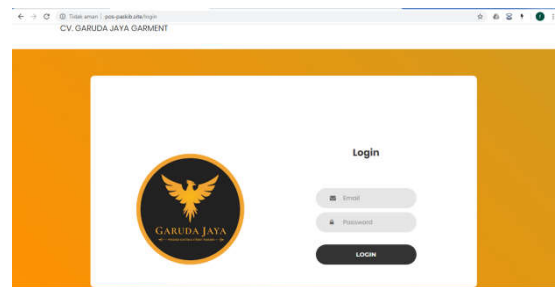 Tidak aman | pos-paskib.site/login
CV. GARUDA JAYA GARMENT
Login
Email
Password
GARUDA JAYA
LOGIN